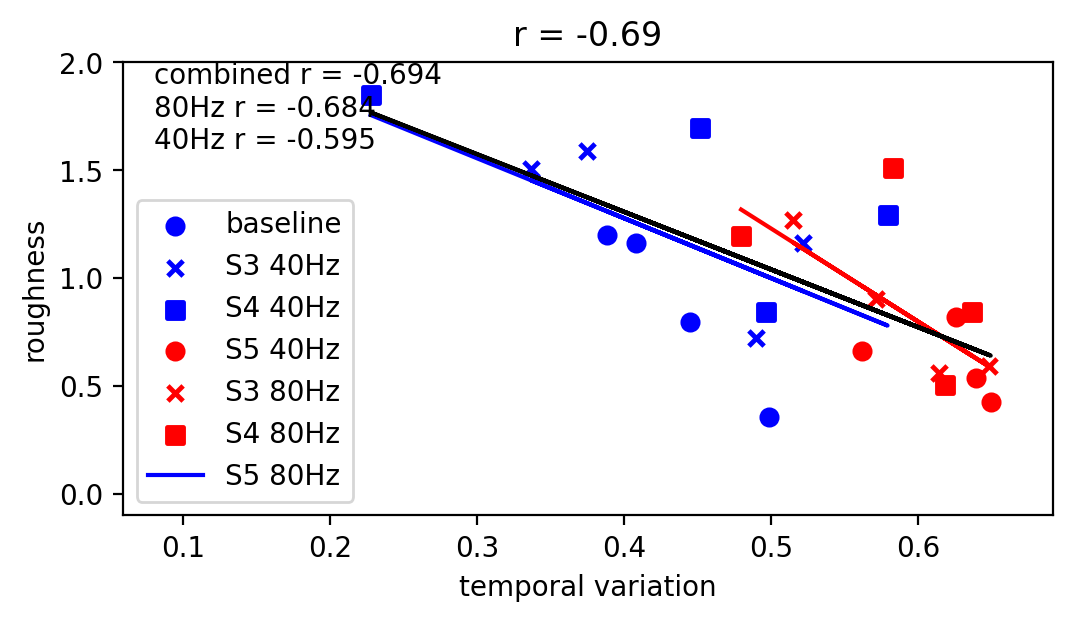 r = -0.69
combined r = -0.694
80Hz r = -0.684
40Hz r = -0.595
2.0
1.5
1.0
0.5
0.0
roughness
baseline
S3 40Hz
S4 40Hz
S5 40Hz
S3 80Hz
S4 80Hz
S5 80Hz
0.1 0.2 0.3 0.4 0.5 0.6
temporal variation